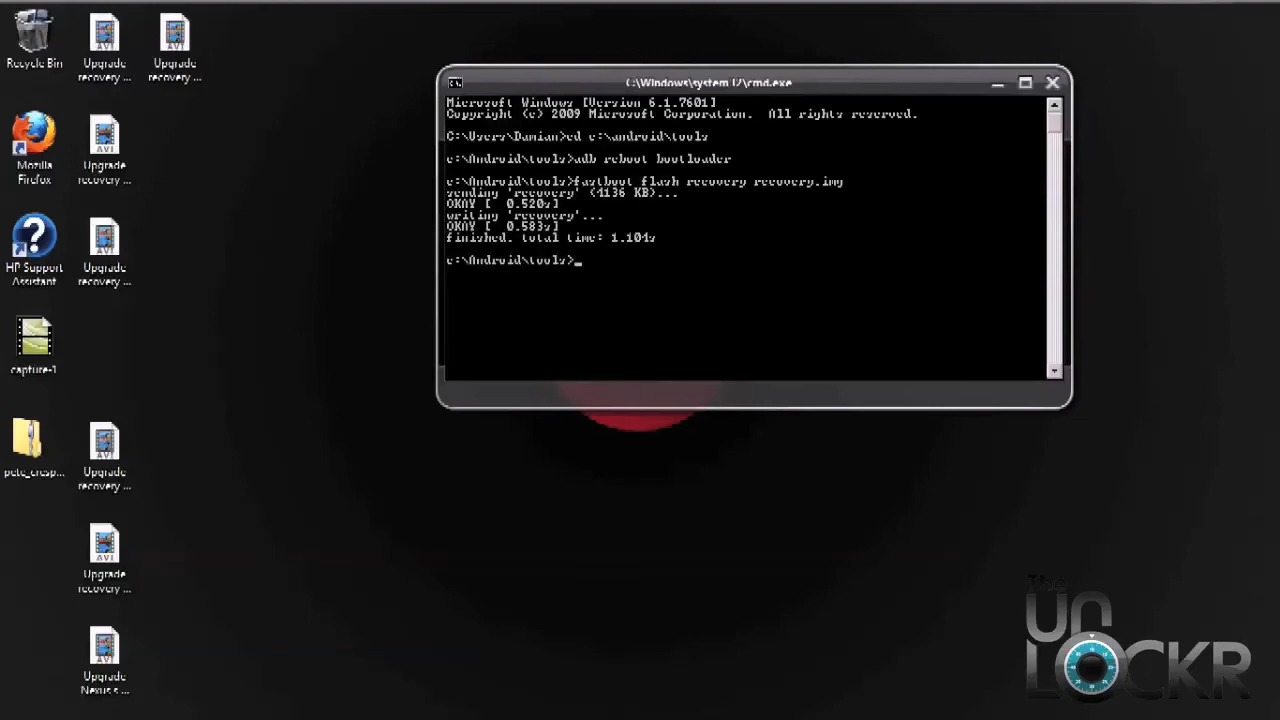 Recycle Bin
Upgrade
recovery ...
Upgrade
recovery ...
Mozilla
Firefox
Upgrade
recovery ...
HP Support
Assistant
Upgrade
recovery ...
capture-1
pete_cresp...
Upgrade
recovery ...
Upgrade
recovery ...
Upgrade
Nexus s ...
C:\Windows\system32\cmd.exe
Microsoft Windows [Version 6.1.7601]
Copyright (c) 2009 Microsoft Corporation.  All rights reserved.
C:\Users\Damian>cd c:\android\tools
c:\Android\tools>adb reboot bootloader
c:\Android\tools>fastboot flash recovery recovery.img
sending 'recovery' (4136 KB)...
OKAY [  0.520s]
writing 'recovery'...
OKAY [  0.583s]
finished. total time: 1.104s
c:\Android\tools>_
The
UN
LOCKR